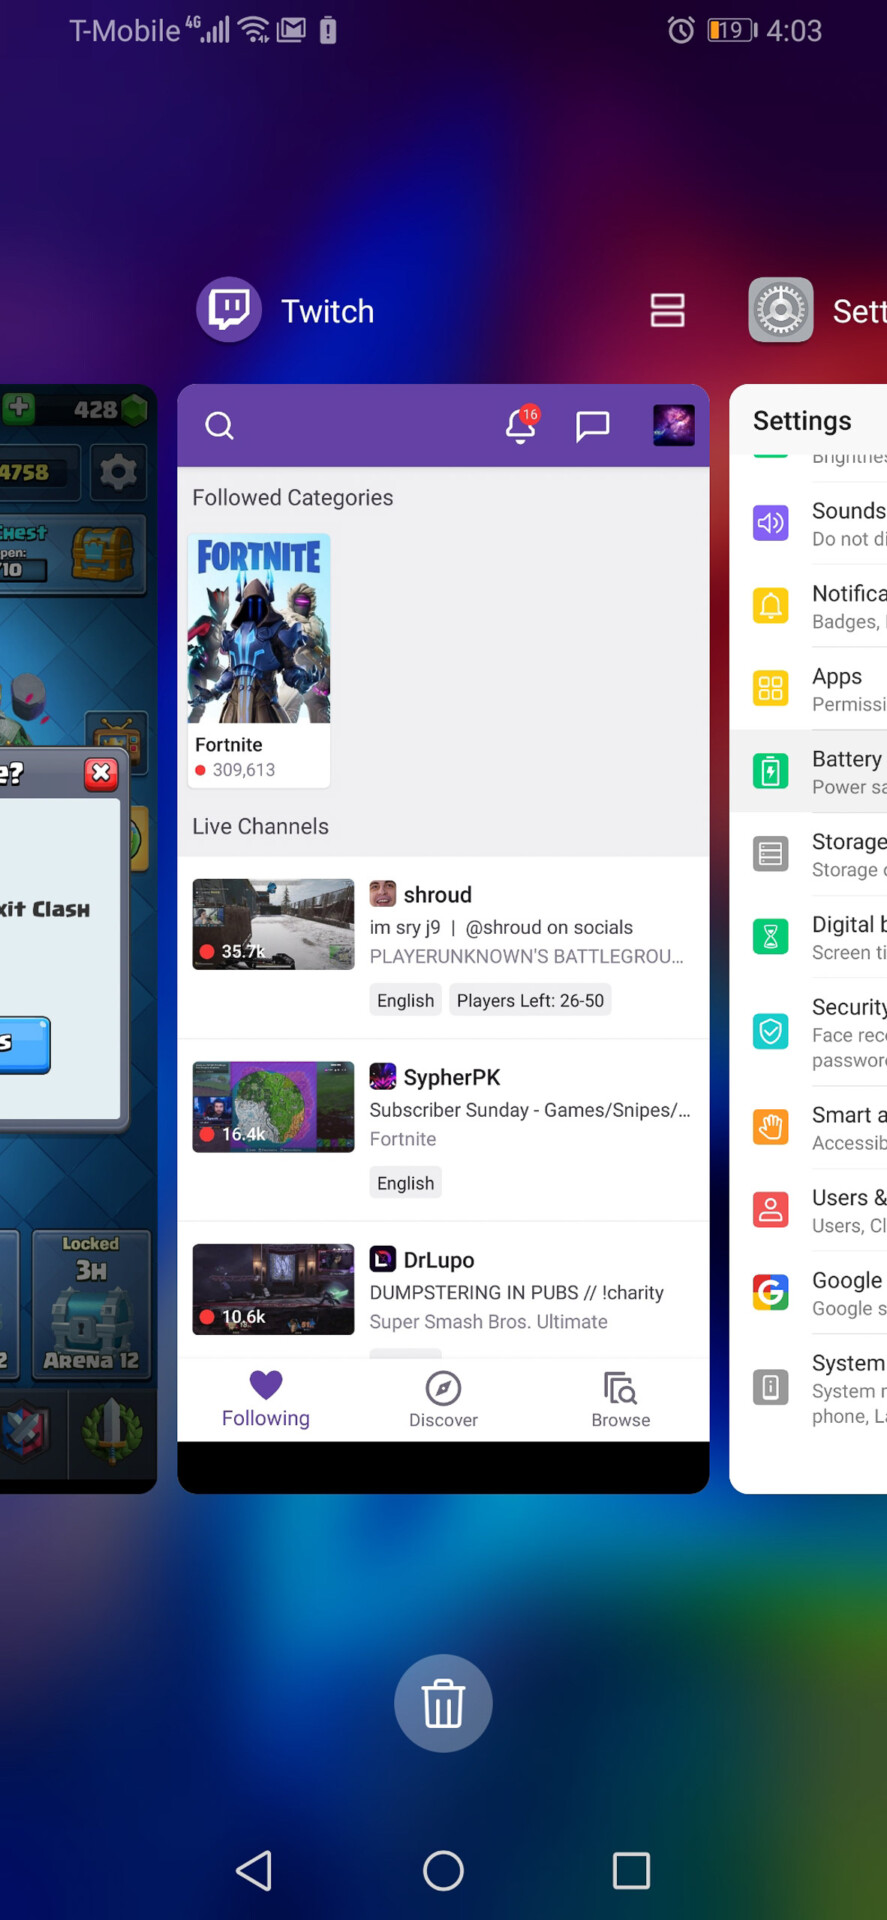 T-Mobile 4G
19 4:03
Twitch
Sett
428
4758
Chest
pen:
/10
e?
xit Clash
s
Locked
3H
2
Arena 12
16
Followed Categories
FORTNITE
Fortnite
309,613
Live Channels
35.7k
shroud
im sry j9 | @shroud on socials
PLAYERUNKNOWN'S BATTLEGROU...
English
Players Left: 26-50
16.4k
SypherPK
Subscriber Sunday - Games/Snipes/...
Fortnite
English
10.6k
DrLupo
DUMPSTERING IN PUBS // !charity
Super Smash Bros. Ultimate
Following
Discover
Browse
Settings
Brightnes
Sounds
Do not di
Notifica
Badges,
Apps
Permissi
Battery
Power sa
Storage
Storage
Digital b
Screen ti
Security
Face reco
passwor
Smart a
Accessib
Users &
Users, Cl
Google
Google s
System
System n
phone, La